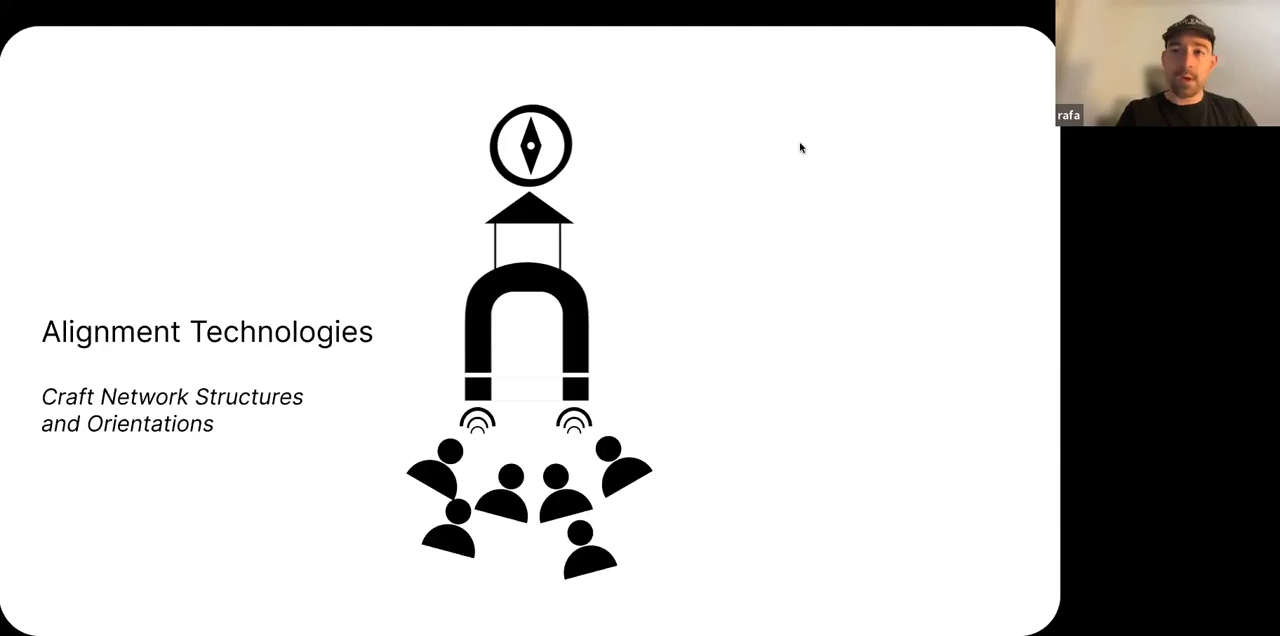 Alignment Technologies
Craft Network Structures
and Orientations
rafa